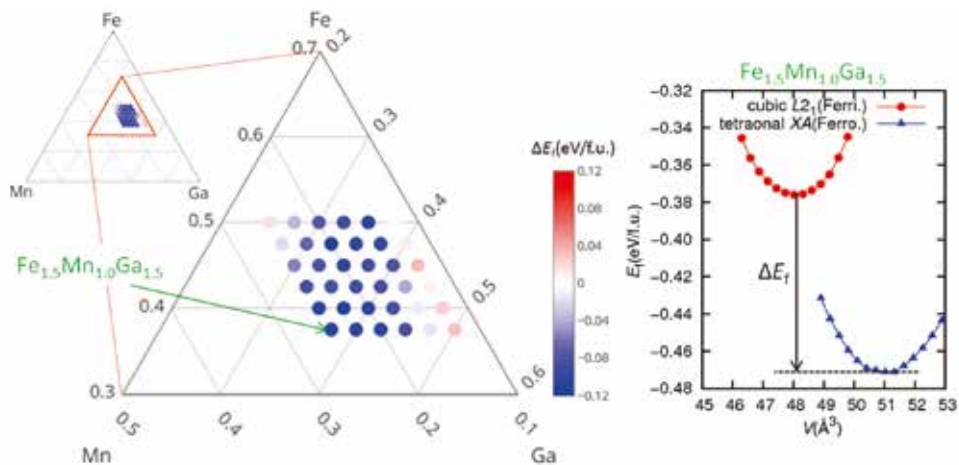 Fe
Mn
Ga
Fe
0.7
0.2
0.6
0.3
0.5
0.4
0.4
0.5
0.3
0.6
0.5
0.4
0.3
0.2
0.1
Mn
Ga
Fe1.5Mn1.0Ga1.5
ΔEf(eV/f.u.)
0.12
0.08
0.04
0
-0.04
-0.08
-0.12
Fe1.5Mn1.0Ga1.5
cubic L21(Ferri.)
tetraonal XA(Ferro.)
Ef(eV/f.u.)
−0.32
−0.34
−0.36
−0.38
−0.40
−0.42
−0.44
−0.46
−0.48
ΔEf
45 46 47 48 49 50 51 52 53
V(Å3)